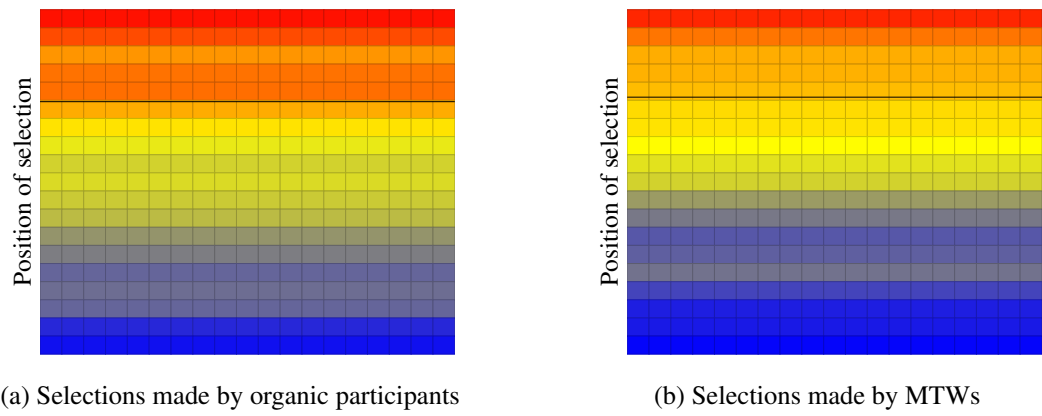 Position of selection
Position of selection
(a) Selections made by organic participants
(b) Selections made by MTWs